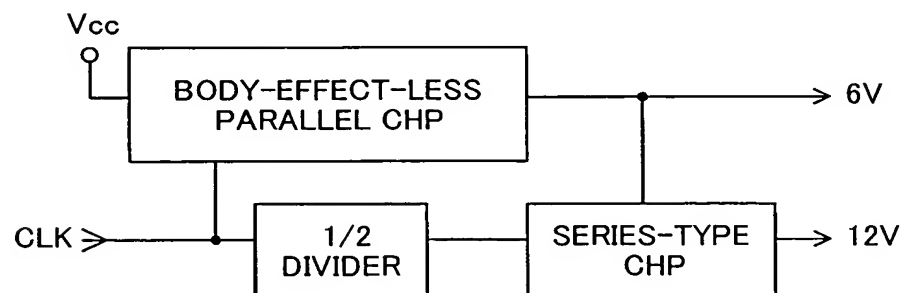 Vcc
BODY-EFFECT-LESS
PARALLEL CHP
6V
CLK
1/2
DIVIDER
SERIES-TYPE
CHP
12V